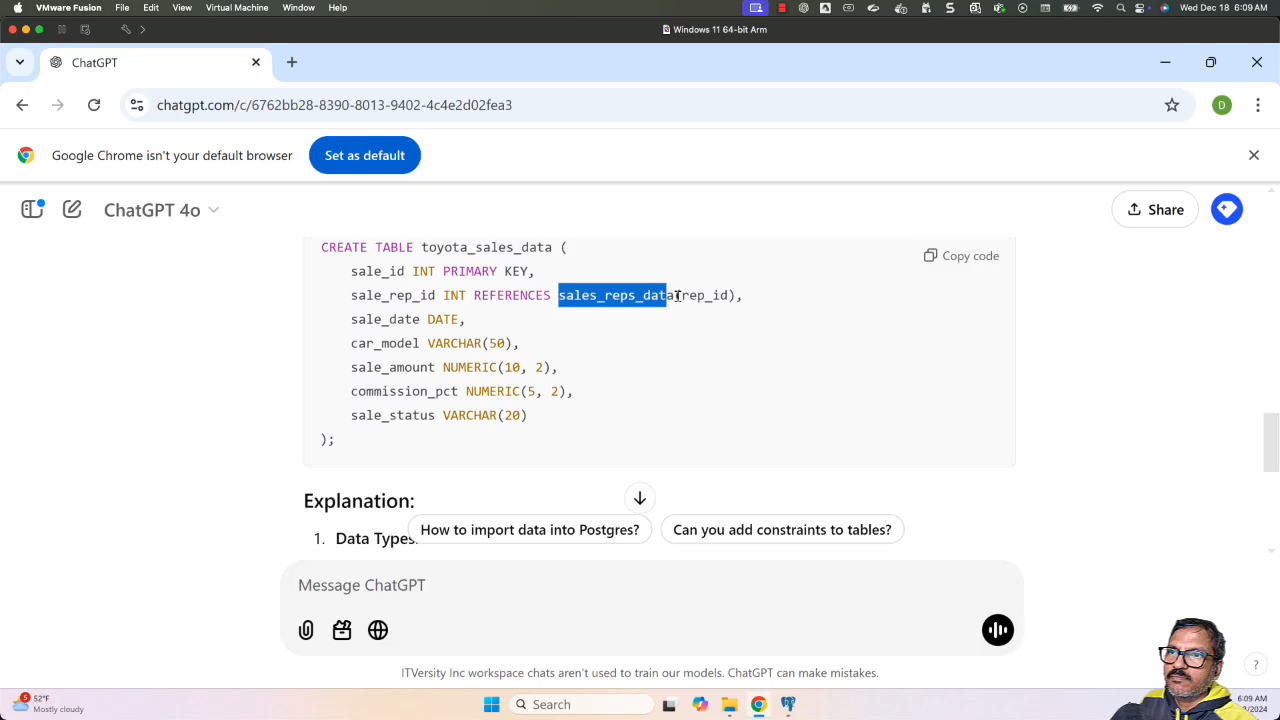 VMware Fusion File Edit View Virtual Machine Window Help
Wed Dec 18 6:09 AM
Windows 11 64-bit Arm
ChatGPT
chatgpt.com/c/6762bb28-8390-8013-9402-4c4e2d02fea3
D
Google Chrome isn't your default browser
Set as default
ChatGPT 4o
Share
CREATE TABLE toyota_sales_data (
Copy code
sale_id INT PRIMARY KEY,
sale_rep_id INT REFERENCES sales_reps_data(rep_id),
sale_date DATE,
car_model VARCHAR(50),
sale_amount NUMERIC(10, 2),
commission_pct NUMERIC(5, 2),
sale_status VARCHAR(20)
);
Explanation:
How to import data into Postgres?
Can you add constraints to tables?
1. Data Types
Message ChatGPT
ITVersity Inc workspace chats aren't used to train our models. ChatGPT can make mistakes.
?
5
52°F
Mostly cloudy
Search
6:09 AM